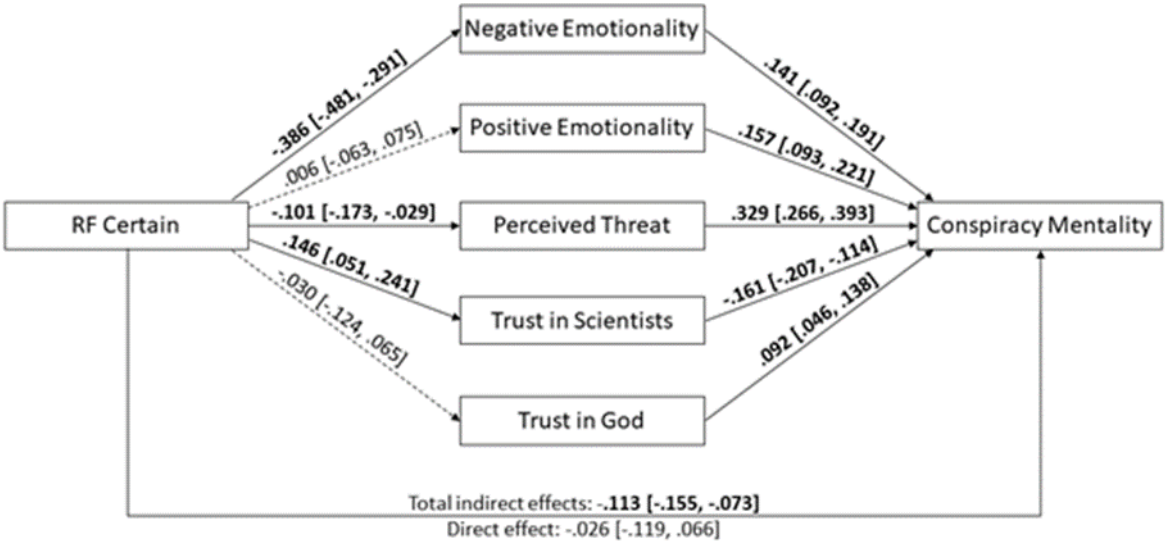 Negative Emotionality
-.386 [-.481, -.291]
.141 [.092, .191]
Positive Emotionality
.006 [-.063, .075]
.157 [.093, .221]
RF Certain
-.101 [-.173, -.029]
Perceived Threat
.329 [.266, .393]
Conspiracy Mentality
.146 [.051, .241]
Trust in Scientists
-.161 [-.207, -.114]
-.030 [-.124, .065]
Trust in God
.092 [.046, .138]
Total indirect effects: -.113 [-.155, -.073]
Direct effect: -.026 [-.119, .066]